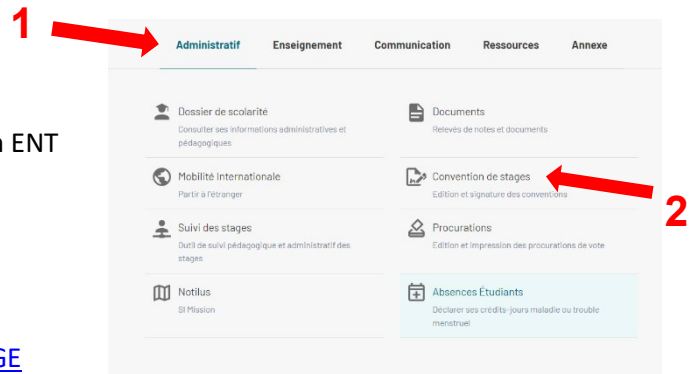 1
Administratif Enseignement Communication Ressources Annexe
ENT
Dossier de scolarité
Consulter ses informations administratives et
pédagogiques
Documents
Relevés de notes et documents
Mobilité Internationale
Partir à l'étranger
Convention de stages
Edition et signature des conventions
2
Suivi des stages
Outil de suivi pédagogique et administratif des
stages
Procurations
Edition et impression des procurations de vote
Notilus
SI Mission
Absences Étudiants
Déclarer ses crédits-jours maladie ou trouble
menstruel
GE